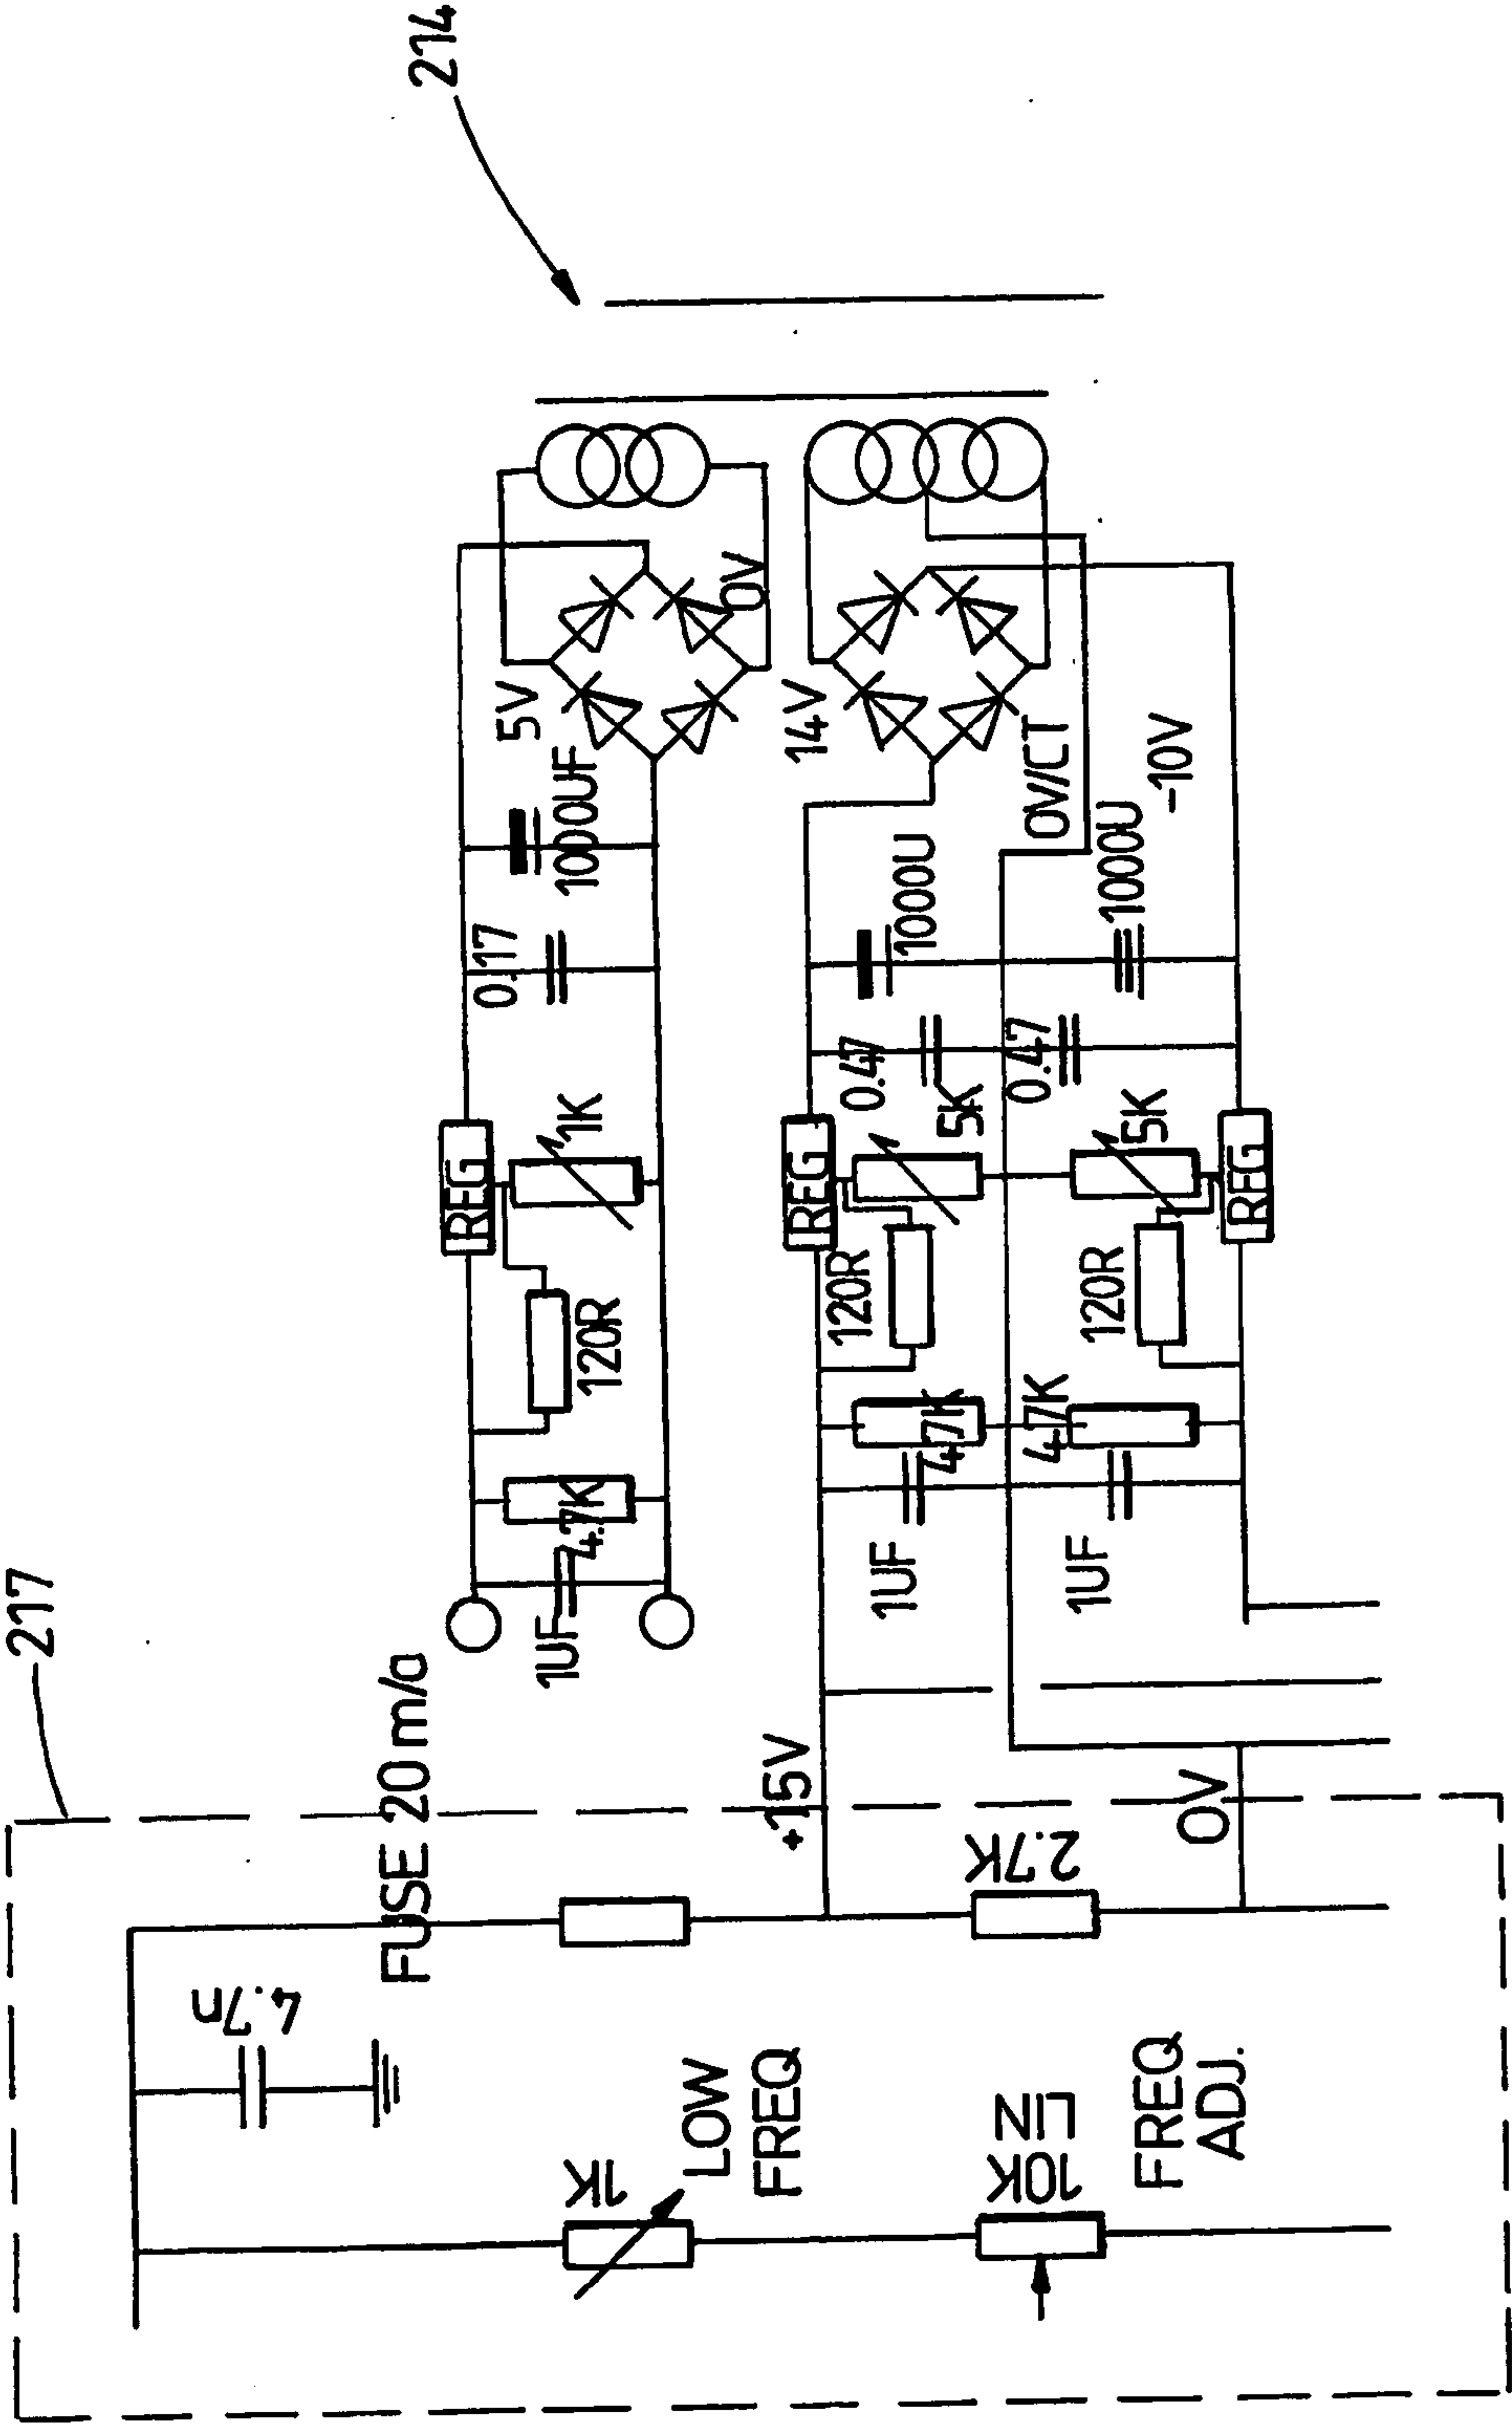 217
214
FUSE 20 m/a
4.7n
1K
LOW
FREQ
10K
LIN
FREQ
ADJ.
2.7K
+15V
0V
1UF
4.7K
120R
REG
1K
0.17
1000UF
5V
0V
1UF
4.7K
120R
REG
5K
0.47
1000U
14V
1UF
4.7K
120R
REG
5K
0.47
1000U
0V/CT
-10V